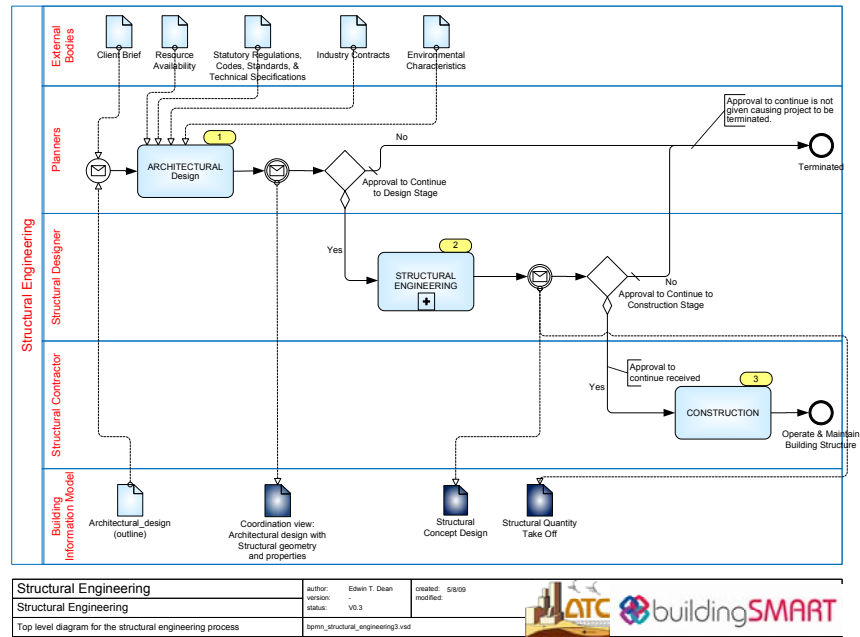 Structural Engineering
External
Bodies
Client Brief
Resource
Availability
Statutory Regulations,
Codes, Standards, &
Technical Specifications
Industry Contracts
Environmental
Characteristics
Planners
1
ARCHITECTURAL
Design
No
Approval to Continue
to Design Stage
Approval to continue is not
given causing project to be
terminated.
Terminated
Structural Designer
Yes
2
STRUCTURAL
ENGINEERING
No
Approval to Continue to
Construction Stage
Structural Contractor
Approval to
continue received
Yes
3
CONSTRUCTION
Operate & Maintain
Building Structure
Building
Information Model
Architectural_design
(outline)
Coordination view:
Architectural design with
Structural geometry
and properties
Structural
Concept Design
Structural Quantity
Take Off
Structural Engineering
Structural Engineering
Top level diagram for the structural engineering process
author: Edwin T. Dean
version: -
status: V0.3
created: 5/8/09
modified:
bpmn_structural_engineering3.vsd
ATC
buildingSMART